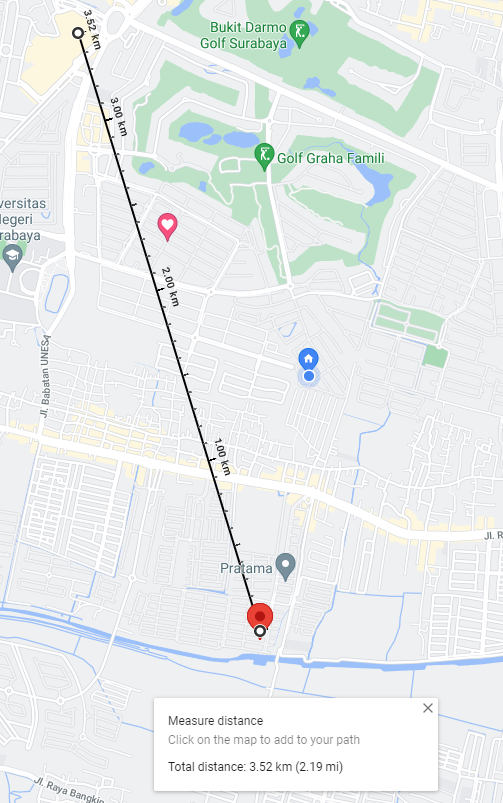 3.52 km
Bukit Darmo
Golf Surabaya
3.00 km
Golf Graha Famili
versitas
legeri
rabaya
2.00 km
Jl. Babatan UNESA
1.00 km
Jl. R
Pratama
Measure distance
Click on the map to add to your path
Total distance: 3.52 km (2.19 mi)
Jl. Raya Bangkin